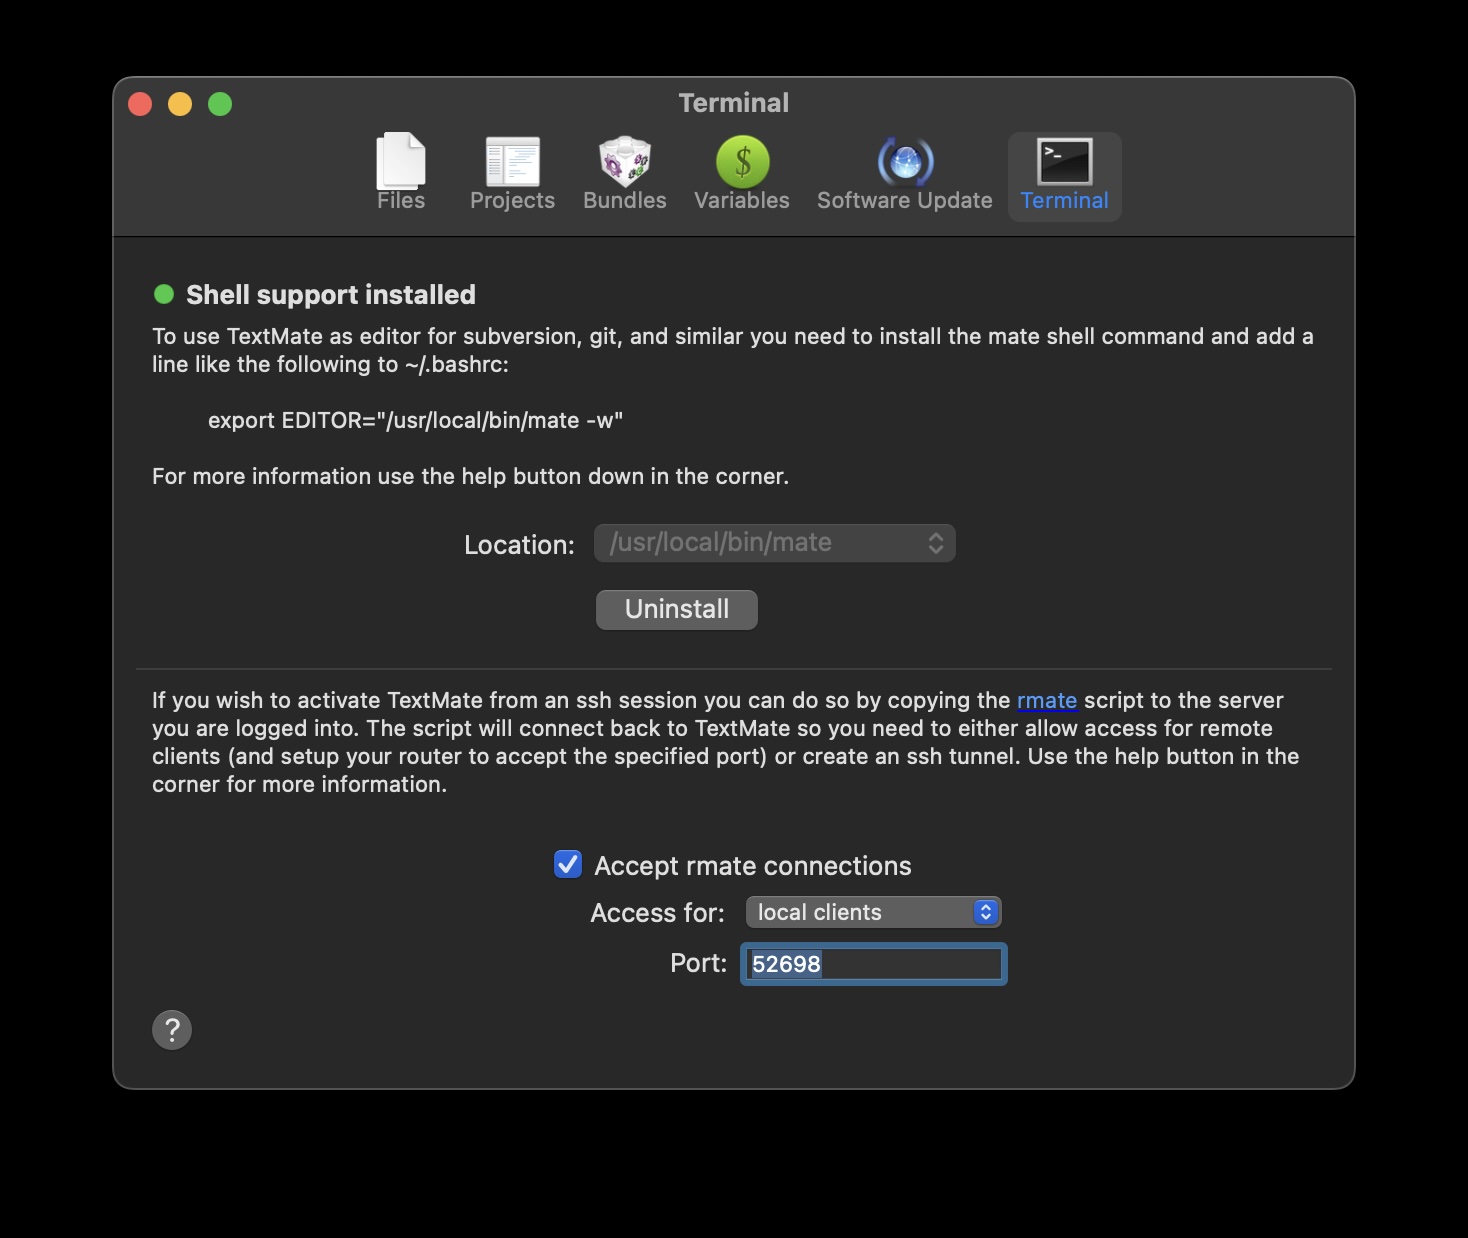 Terminal
Files
Projects
Bundles
$
Variables
Software Update
>_
Terminal
Shell support installed
To use TextMate as editor for subversion, git, and similar you need to install the mate shell command and add a
line like the following to ~/.bashrc:
export EDITOR="/usr/local/bin/mate -w"
For more information use the help button down in the corner.
Location: /usr/local/bin/mate
Uninstall
If you wish to activate TextMate from an ssh session you can do so by copying the rmate script to the server
you are logged into. The script will connect back to TextMate so you need to either allow access for remote
clients (and setup your router to accept the specified port) or create an ssh tunnel. Use the help button in the
corner for more information.
Accept rmate connections
Access for: local clients
Port: 52698
?